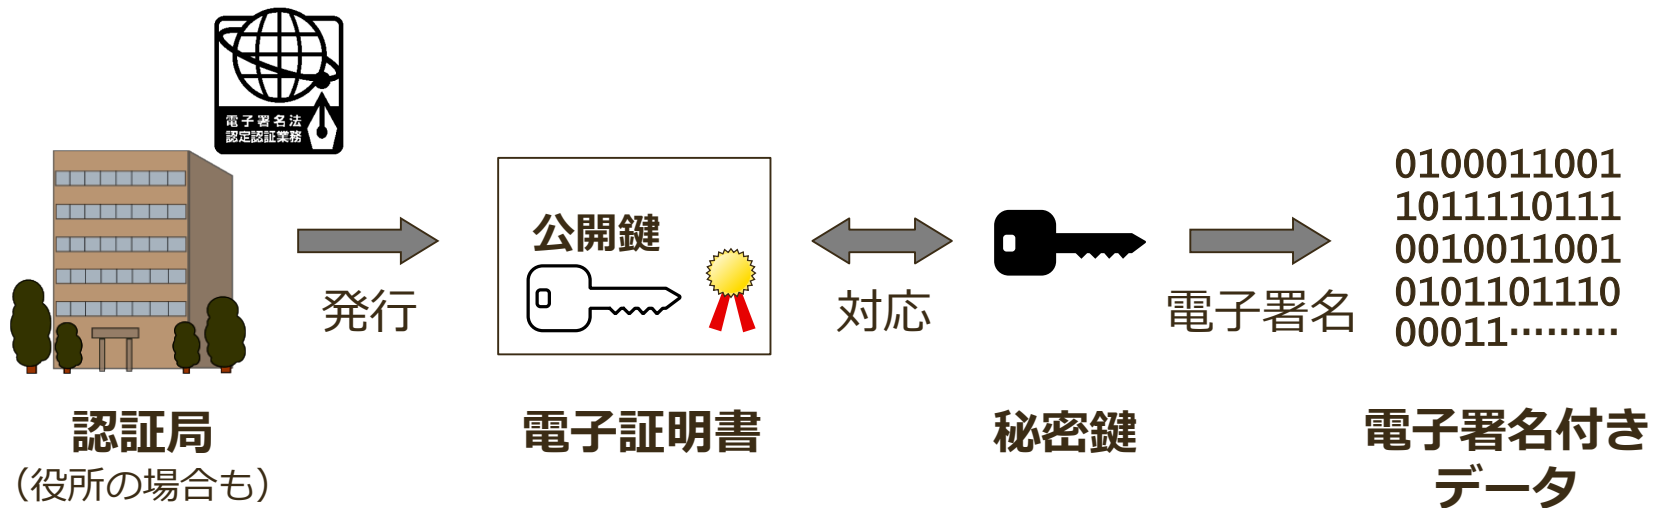 電子署名法
認定認証業務
公開鍵
発行
対応
電子署名
0100011001
1011110111
0010011001
0101101110
00011………
認証局
（役所の場合も）
電子証明書
秘密鍵
電子署名付き
データ